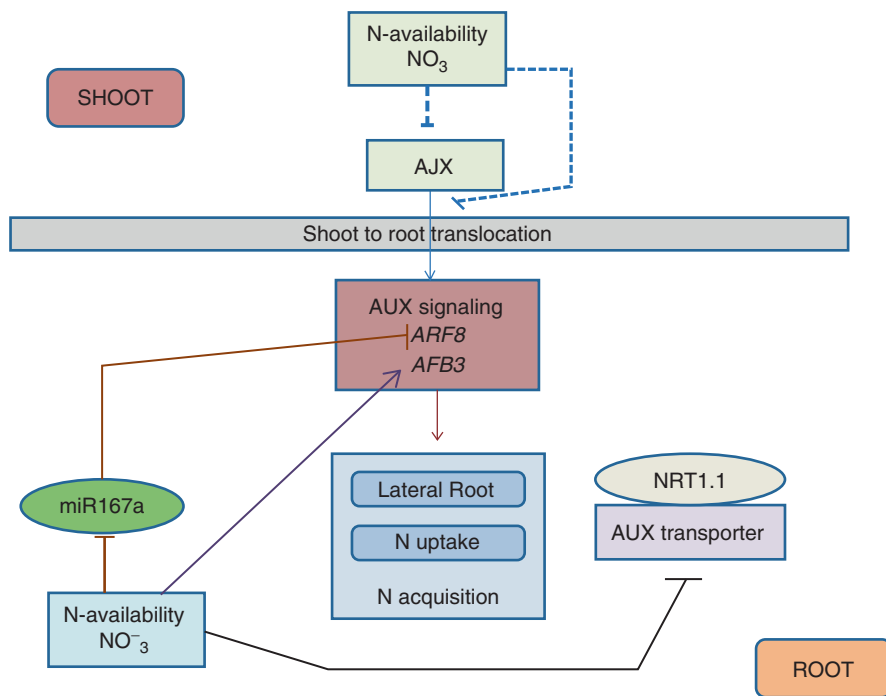 N-availability
NO₃
SHOOT
AJX
Shoot to root translocation
AUX signaling
ARF8
AFB3
miR167a
Lateral Root
N uptake
N acquisition
NRT1.1
AUX transporter
N-availability
NO⁻₃
ROOT